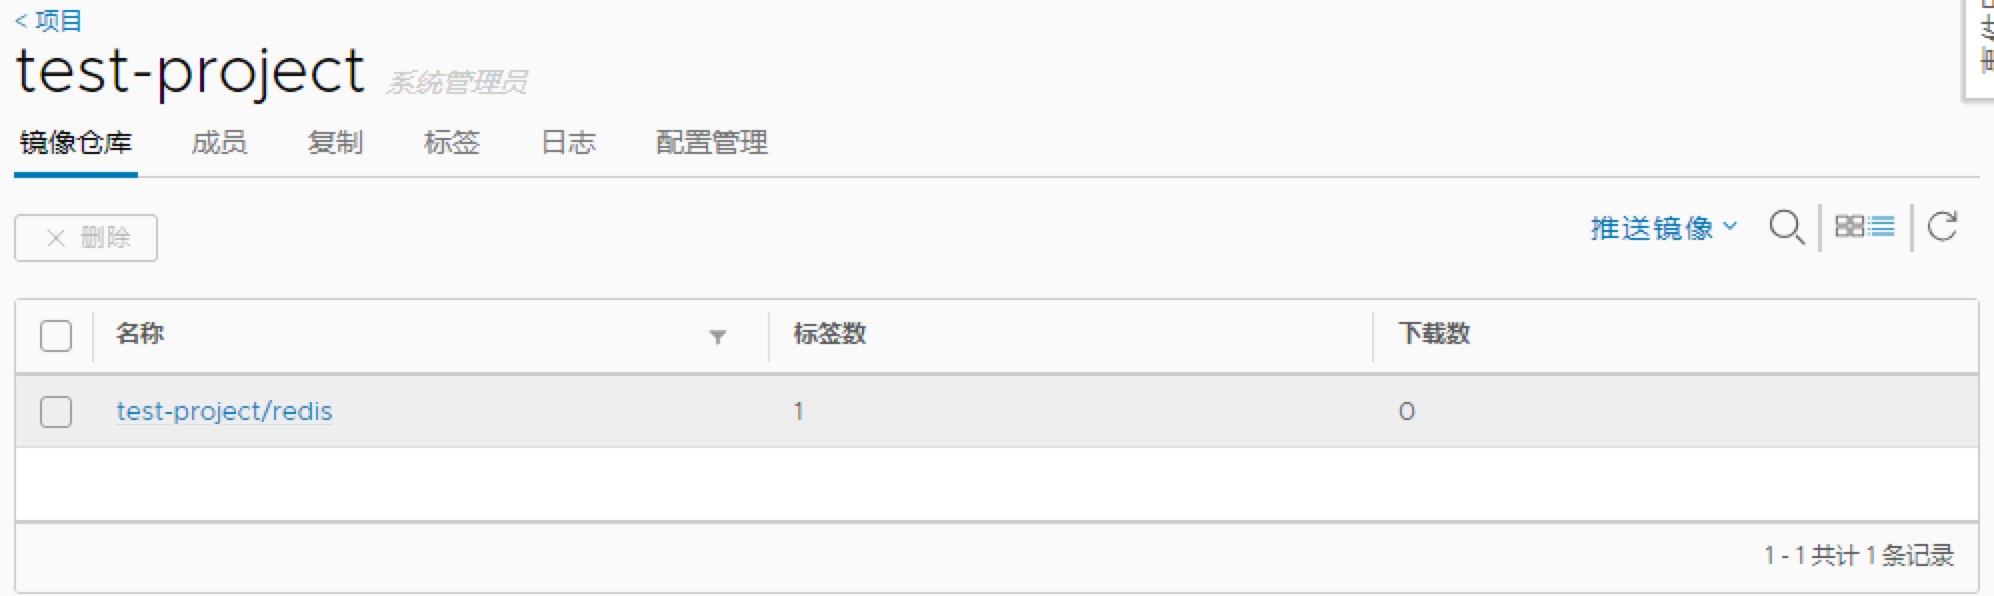 < 项目
test-project 系统管理员
镜像仓库 成员 复制 标签 日志 配置管理
× 删除 推送镜像
名称 标签数 下载数
test-project/redis 1 0
1 - 1 共计 1 条记录